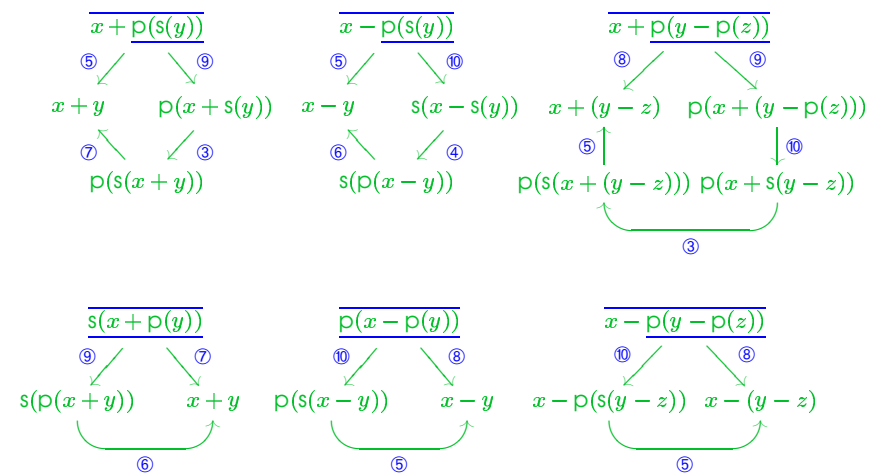 x + p(s(y)) x − p(s(y)) x + p(y − p(z))
⑤ ⑨ ⑤ ⑩ ⑧ ⑨
x + y p(x + s(y)) x − y s(x − s(y)) x + (y − z) p(x + (y − p(z)))
⑦ ③ ⑥ ④ ⑤ ⑩
p(s(x + y)) s(p(x − y)) p(s(x + (y − z))) p(x + s(y − z))
③
s(x + p(y)) p(x − p(y)) x − p(y − p(z))
⑨ ⑦ ⑩ ⑧ ⑩ ⑧
s(p(x + y)) x + y p(s(x − y)) x − y x − p(s(y − z)) x − (y − z)
⑥ ⑤ ⑤